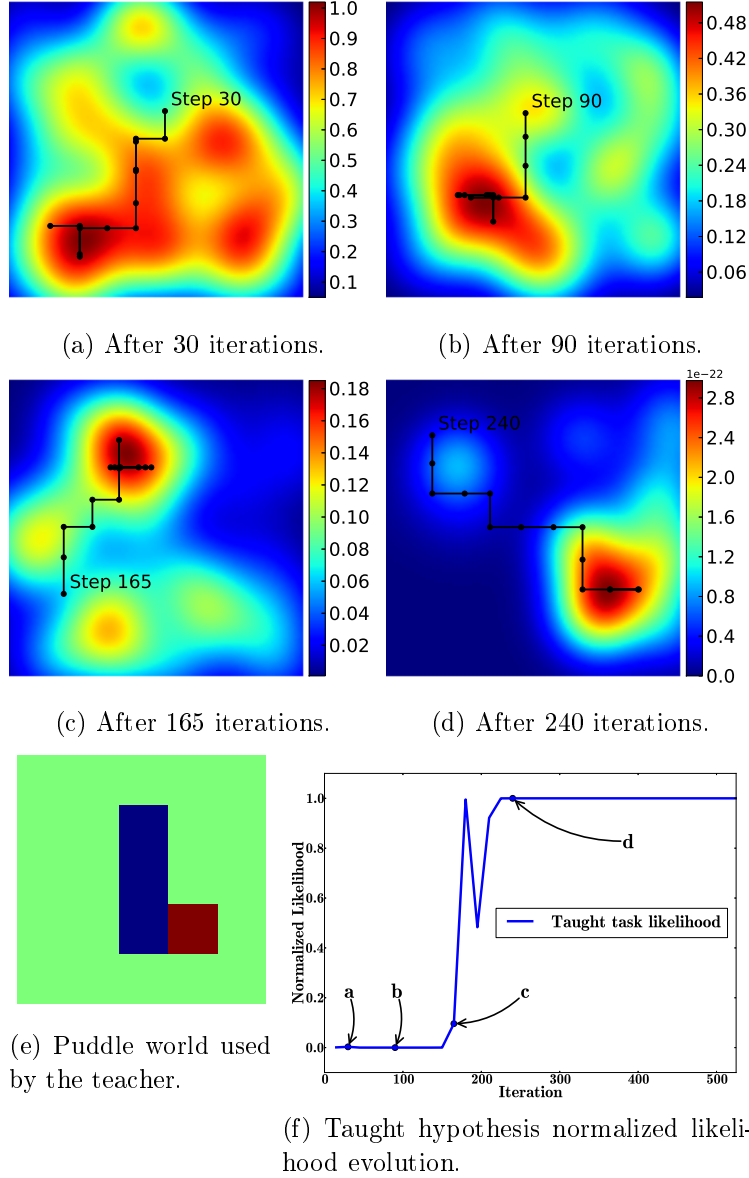 Step 30
1.0
0.9
0.8
0.7
0.6
0.5
0.4
0.3
0.2
0.1
Step 90
0.48
0.42
0.36
0.30
0.24
0.18
0.12
0.06
(a) After 30 iterations.
(b) After 90 iterations.
Step 165
0.18
0.16
0.14
0.12
0.10
0.08
0.06
0.04
0.02
1e−22
Step 240
2.8
2.4
2.0
1.6
1.2
0.8
0.4
0.0
(c) After 165 iterations.
(d) After 240 iterations.
(e) Puddle world used
by the teacher.
Normalized Likelihood
1.0
0.8
0.6
0.4
0.2
0.0
a
b
c
d
Taught task likelihood
0
100
200
300
400
500
Iteration
(f) Taught hypothesis normalized likeli-
hood evolution.